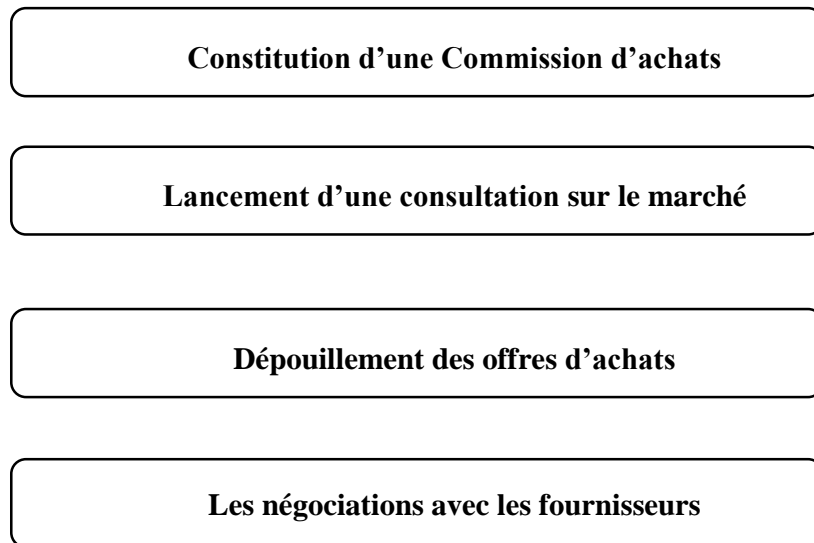 Constitution d’une Commission d’achats
Lancement d’une consultation sur le marché
Dépouillement des offres d’achats
Les négociations avec les fournisseurs